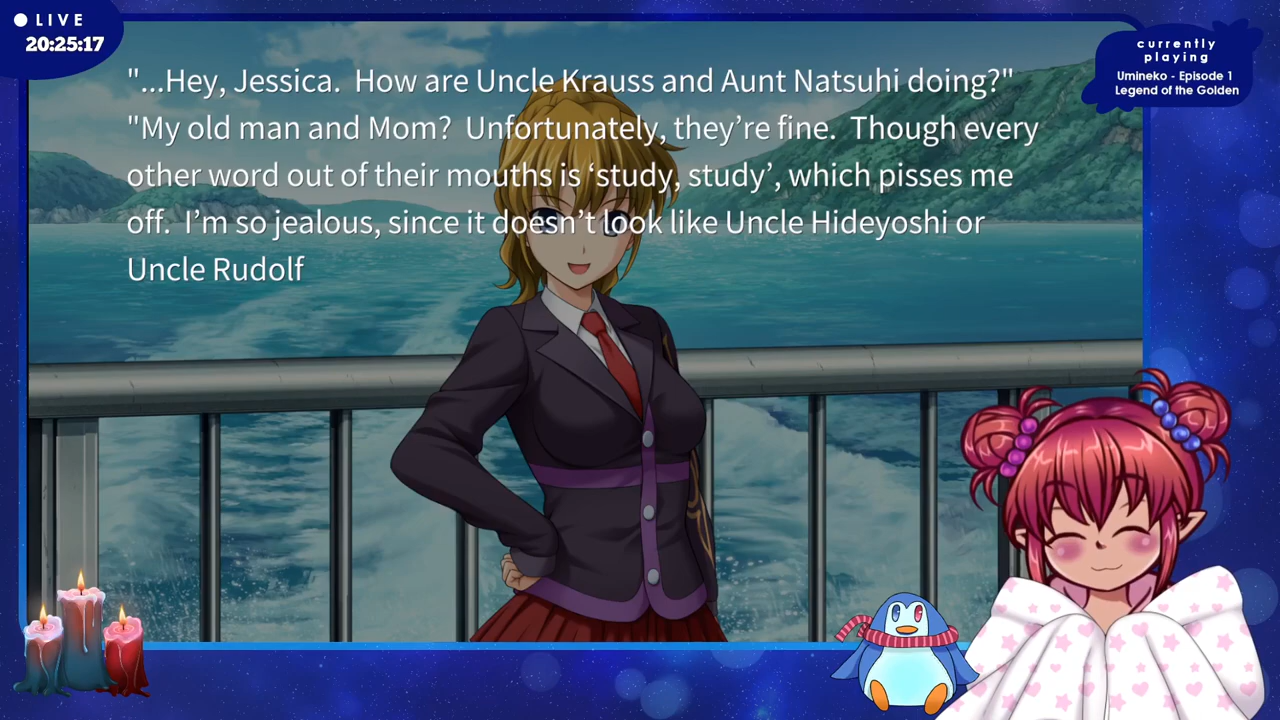 LIVE
20:25:17
currently
playing
Umineko - Episode 1
Legend of the Golden
"...Hey, Jessica.  How are Uncle Krauss and Aunt Natsuhi doing?"
"My old man and Mom?  Unfortunately, they’re fine.  Though every
other word out of their mouths is ‘study, study’, which pisses me
off.  I’m so jealous, since it doesn’t look like Uncle Hideyoshi or
Uncle Rudolf